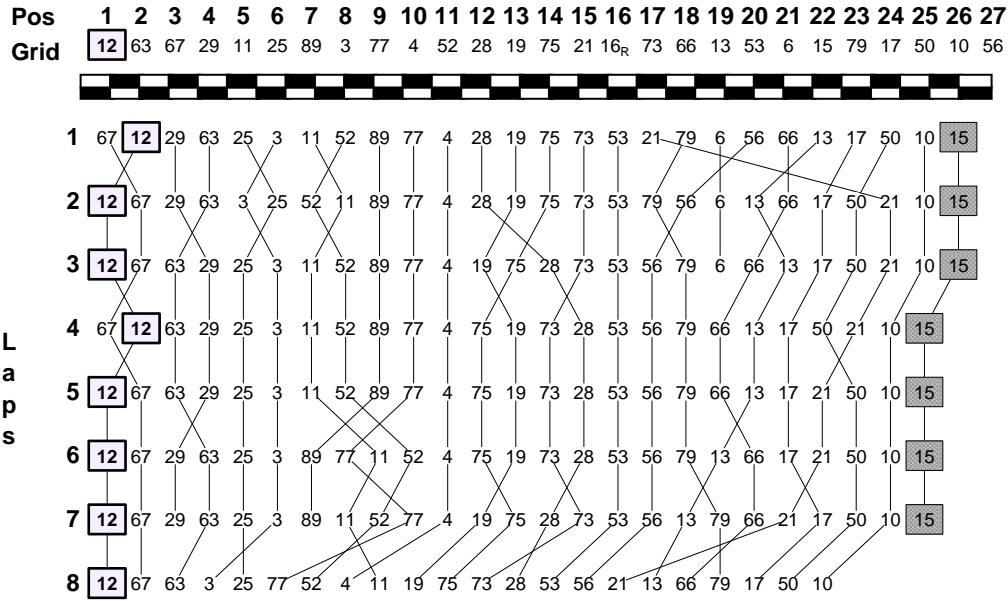 Pos 1 2 3 4 5 6 7 8 9 10 11 12 13 14 15 16 17 18 19 20 21 22 23 24 25 26 27
Grid 12 63 67 29 11 25 89 3 77 4 52 28 19 75 21 16R 73 66 13 53 6 15 79 17 50 10 56
1 67 12 29 63 25 3 11 52 89 77 4 28 19 75 73 53 21 79 6 56 66 13 17 50 10 15
2 12 67 29 63 3 25 52 11 89 77 4 28 19 75 73 53 79 56 6 13 66 17 50 21 10 15
3 12 67 63 29 25 3 11 52 89 77 4 19 75 28 73 53 56 79 6 66 13 17 50 21 10 15
4 67 12 63 29 25 3 11 52 89 77 4 75 19 73 28 53 56 79 66 13 17 50 21 10 15
5 12 67 63 29 25 3 11 52 89 77 4 75 19 73 28 53 56 79 66 13 17 21 50 10 15
6 12 67 29 63 25 3 89 77 11 52 4 75 19 73 28 53 56 79 13 66 17 21 50 10 15
7 12 67 29 63 25 3 89 11 52 77 4 19 75 28 73 53 56 13 79 66 21 17 50 10 15
8 12 67 63 3 25 77 52 4 11 19 75 73 28 53 56 21 13 66 79 17 50 10
Laps